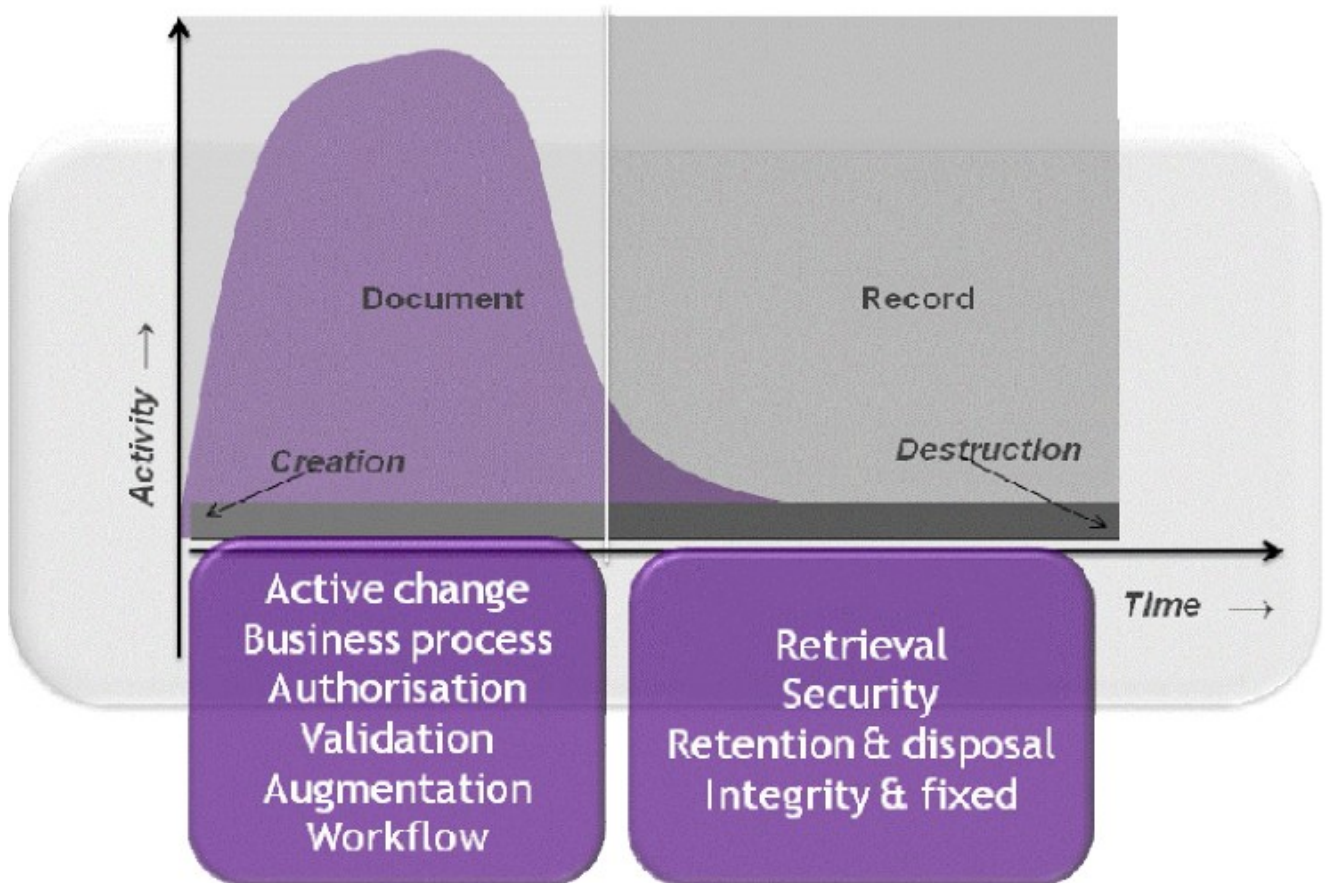 Document
Record
Activity →
Creation
Destruction
Time →
Active change
Business process
Authorisation
Validation
Augmentation
Workflow
Retrieval
Security
Retention & disposal
Integrity & fixed